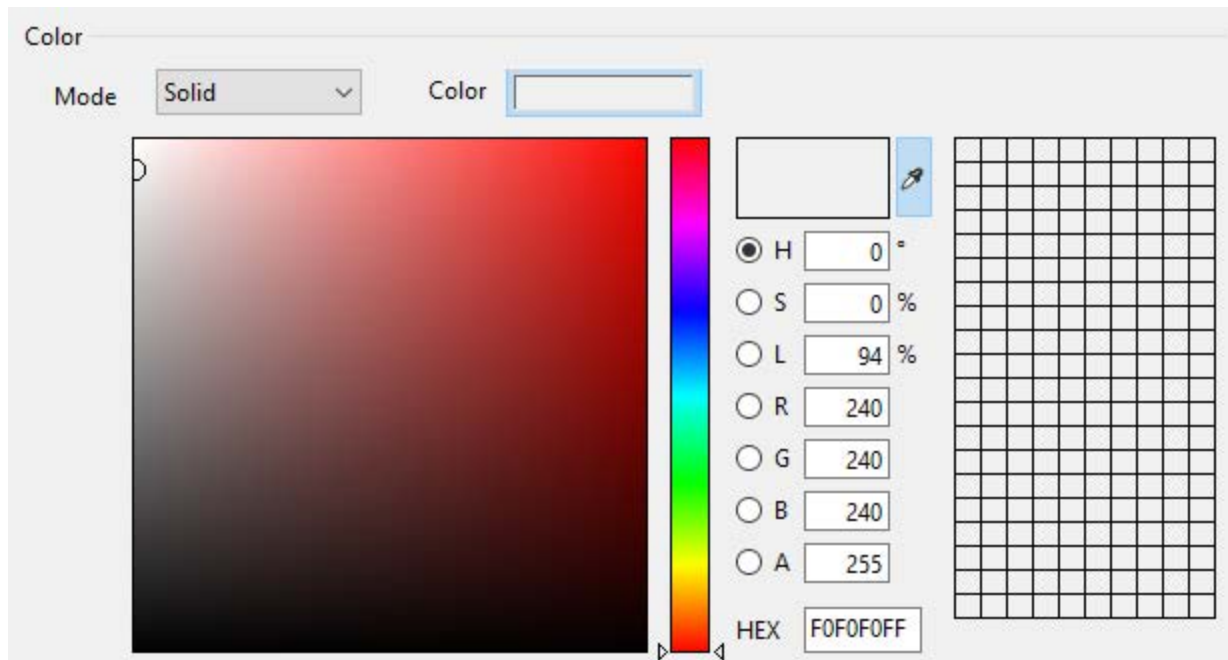 Color
Mode Solid Color
H 0 °
S 0 %
L 94 %
R 240
G 240
B 240
A 255
HEX F0F0F0FF